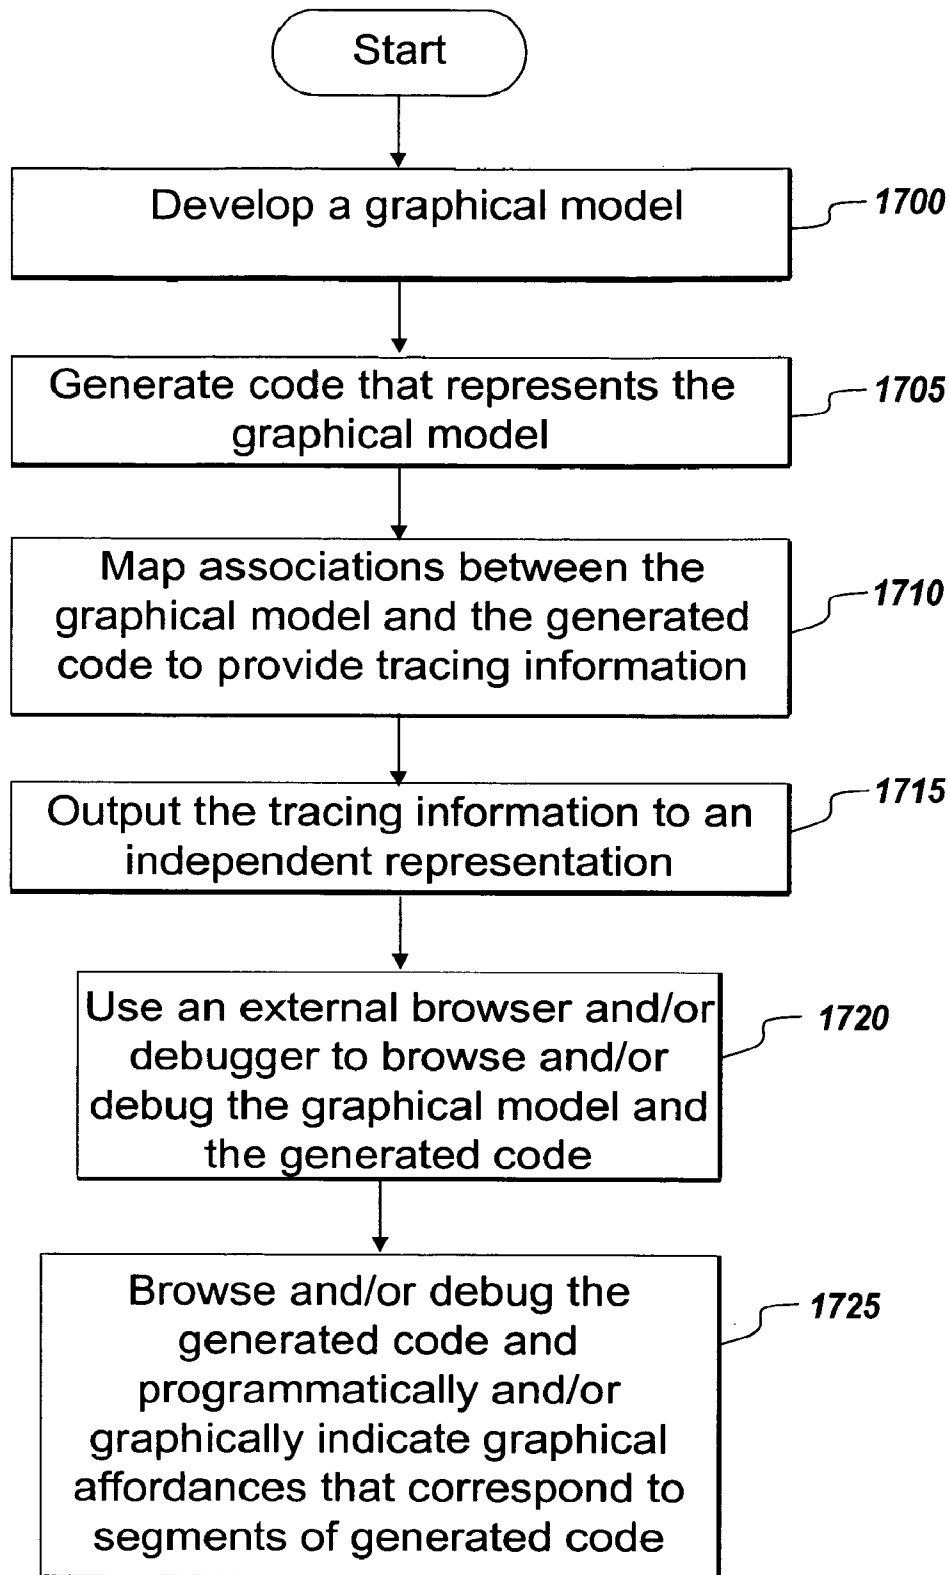 Start
Develop a graphical model
1700
Generate code that represents the
graphical model
1705
Map associations between the
graphical model and the generated
code to provide tracing information
1710
Output the tracing information to an
independent representation
1715
Use an external browser and/or
debugger to browse and/or
debug the graphical model and
the generated code
1720
Browse and/or debug the
generated code and
programmatically and/or
graphically indicate graphical
affordances that correspond to
segments of generated code
1725